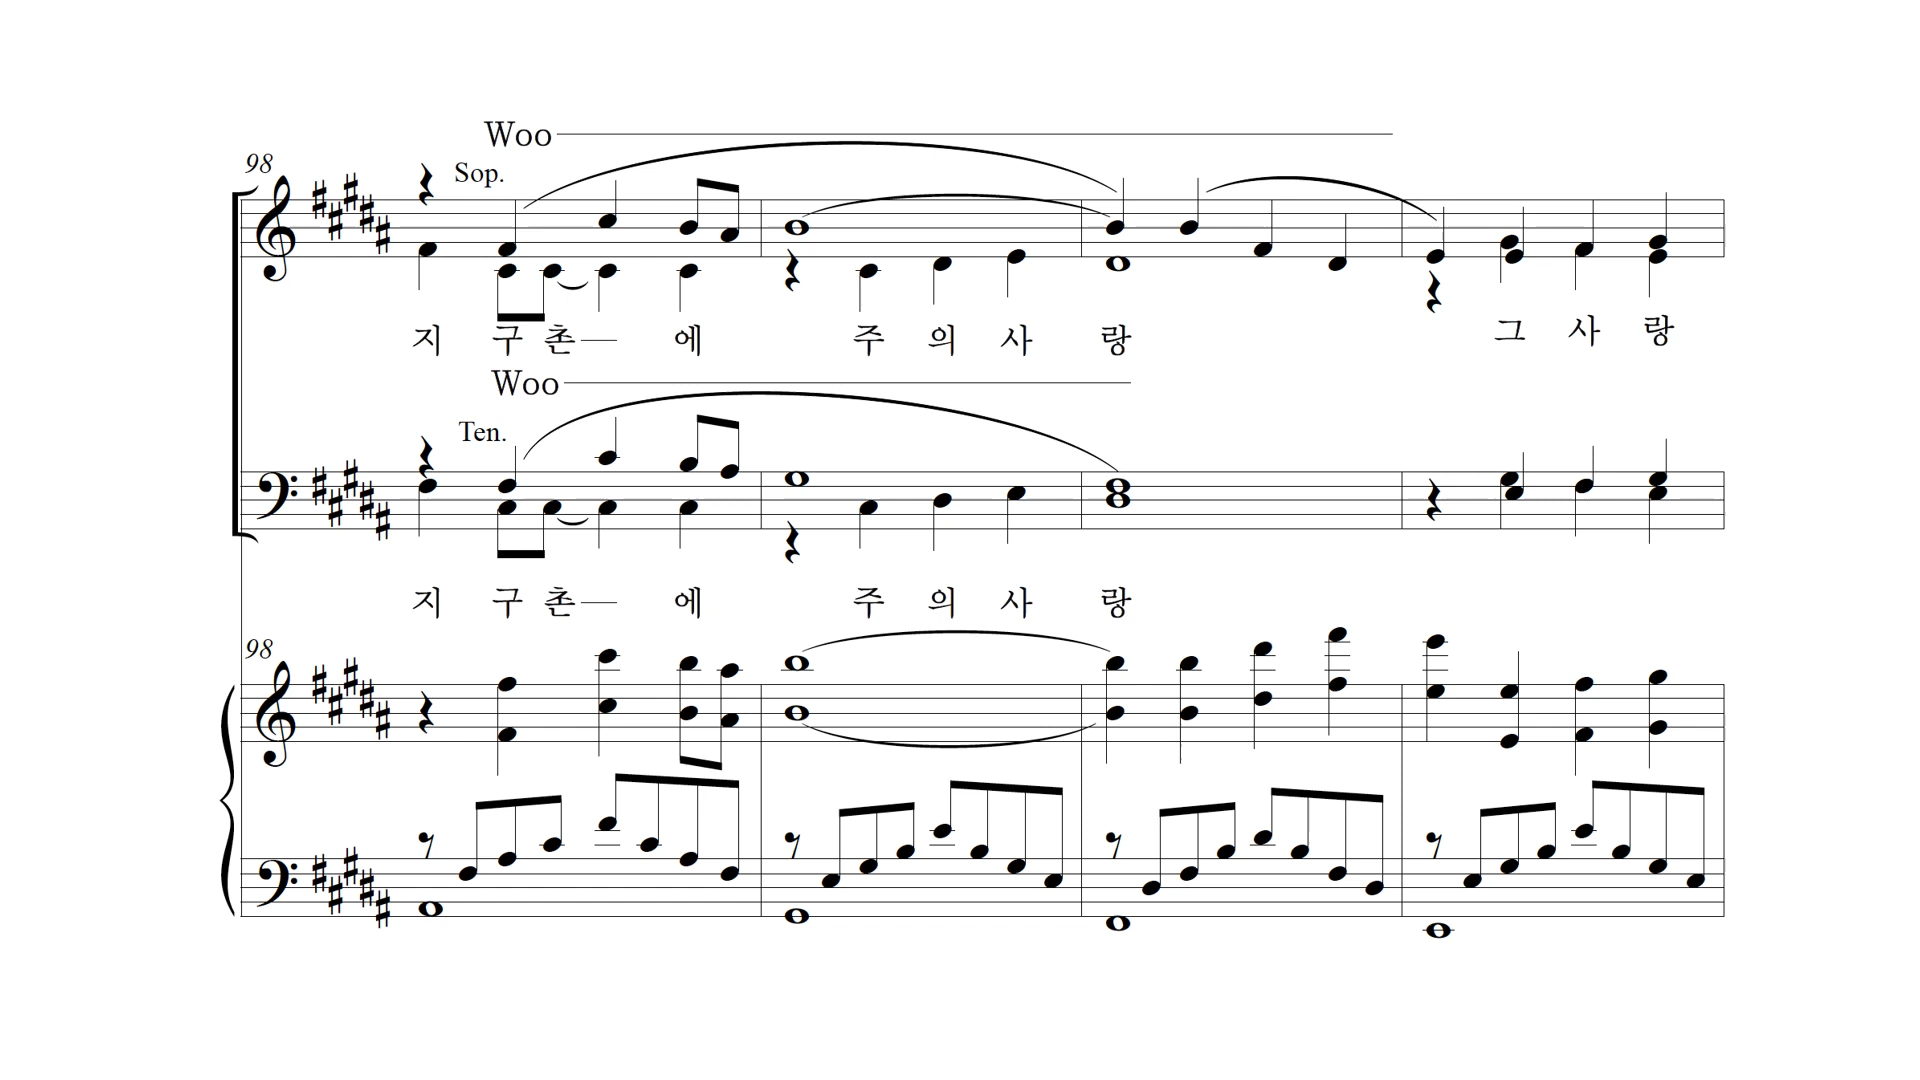 Woo
98
Sop.
지 구 촌 에 주 의 사 랑 그 사 랑
Woo
Ten.
지 구 촌 에 주 의 사 랑
98